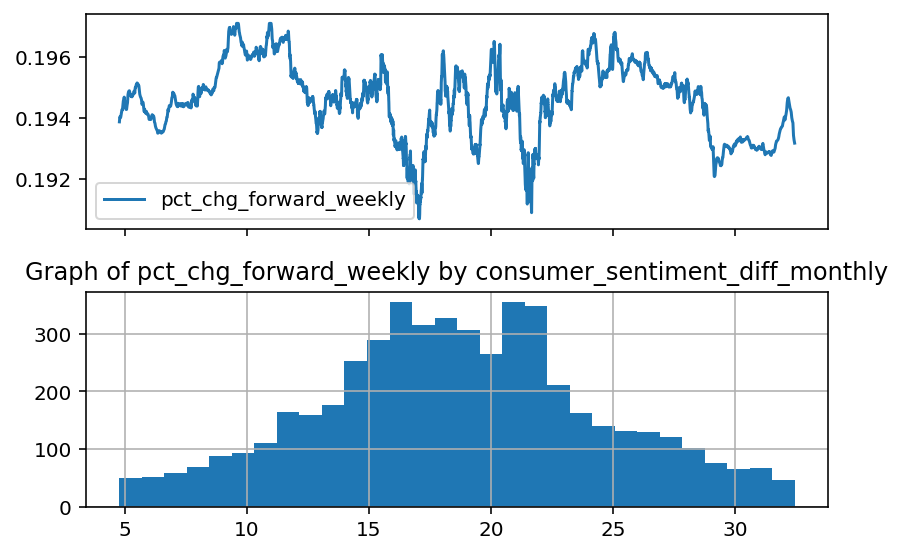 0.196
0.194
0.192
pct_chg_forward_weekly
Graph of pct_chg_forward_weekly by consumer_sentiment_diff_monthly
300
200
100
0
5 10 15 20 25 30